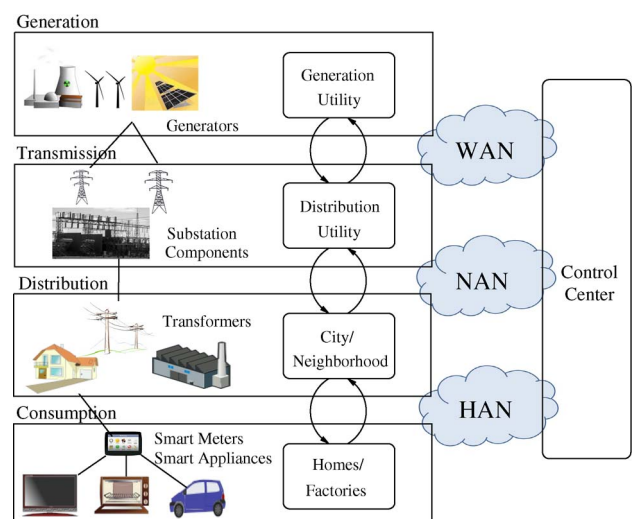 Generation
Generation
Utility
Generators
WAN
Transmission
Distribution
Utility
Substation
Components
NAN
Control
Center
Distribution
Transformers
City/
Neighborhood
HAN
Consumption
Smart Meters
Smart Appliances
Homes/
Factories